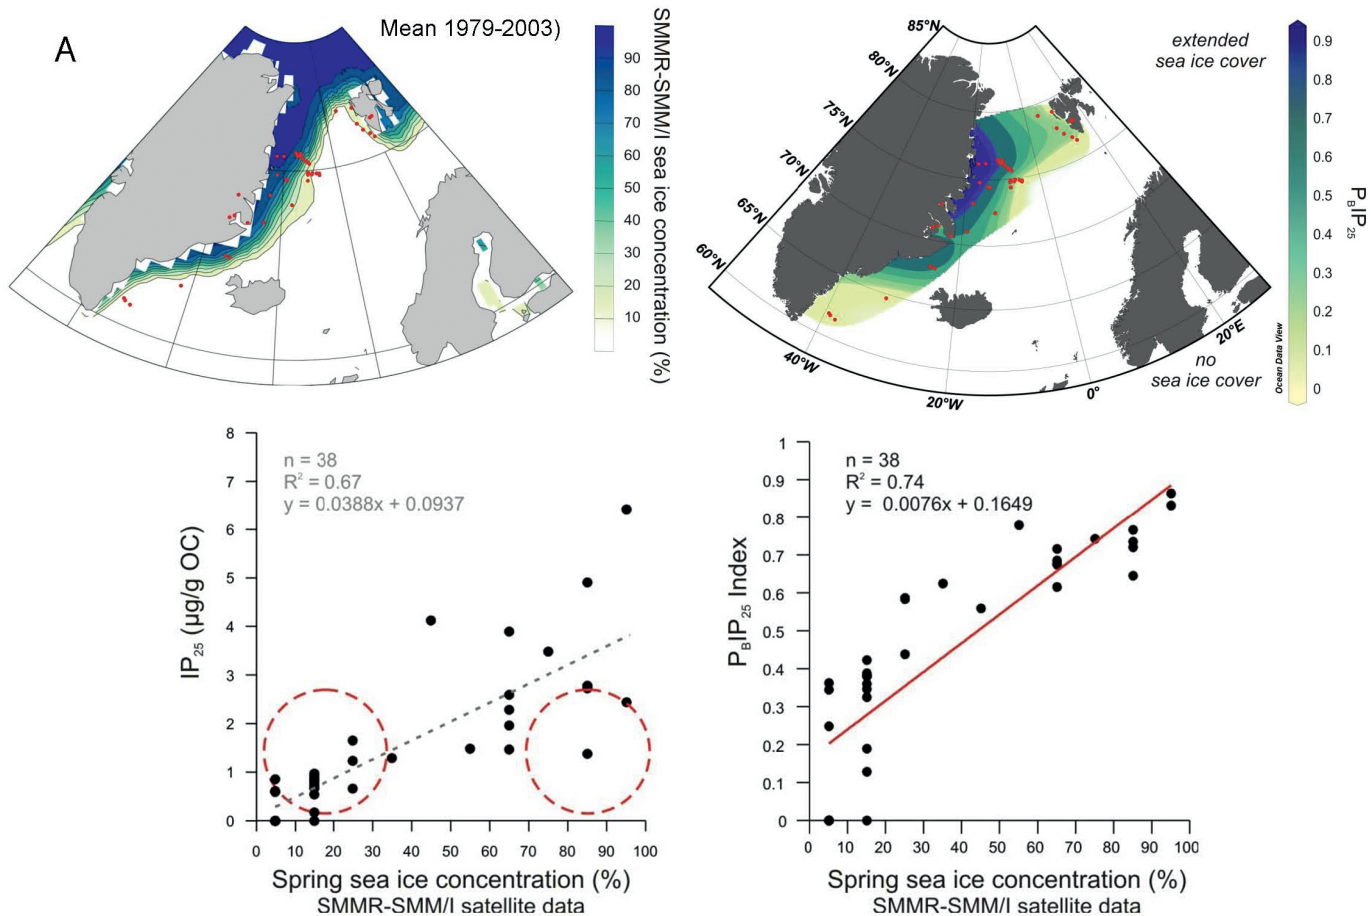 A
Mean 1979-2003)
90
80
70
60
50
40
30
20
10
SMMR-SMM/I sea ice concentration (%)
85°N
80°N
75°N
70°N
65°N
60°N
40°W
20°W
0°
20°E
extended
sea ice cover
no
sea ice cover
Ocean Data View
0.9
0.8
0.7
0.6
0.5
0.4
0.3
0.2
0.1
0
PBIP25
8
7
6
5
4
3
2
1
0
IP25 (µg/g OC)
n = 38
R² = 0.67
y = 0.0388x + 0.0937
0 10 20 30 40 50 60 70 80 90 100
Spring sea ice concentration (%)
SMMR-SMM/I satellite data
1
0.9
0.8
0.7
0.6
0.5
0.4
0.3
0.2
0.1
0
PBIP25 Index
n = 38
R² = 0.74
y = 0.0076x + 0.1649
0 10 20 30 40 50 60 70 80 90 100
Spring sea ice concentration (%)
SMMR-SMM/I satellite data